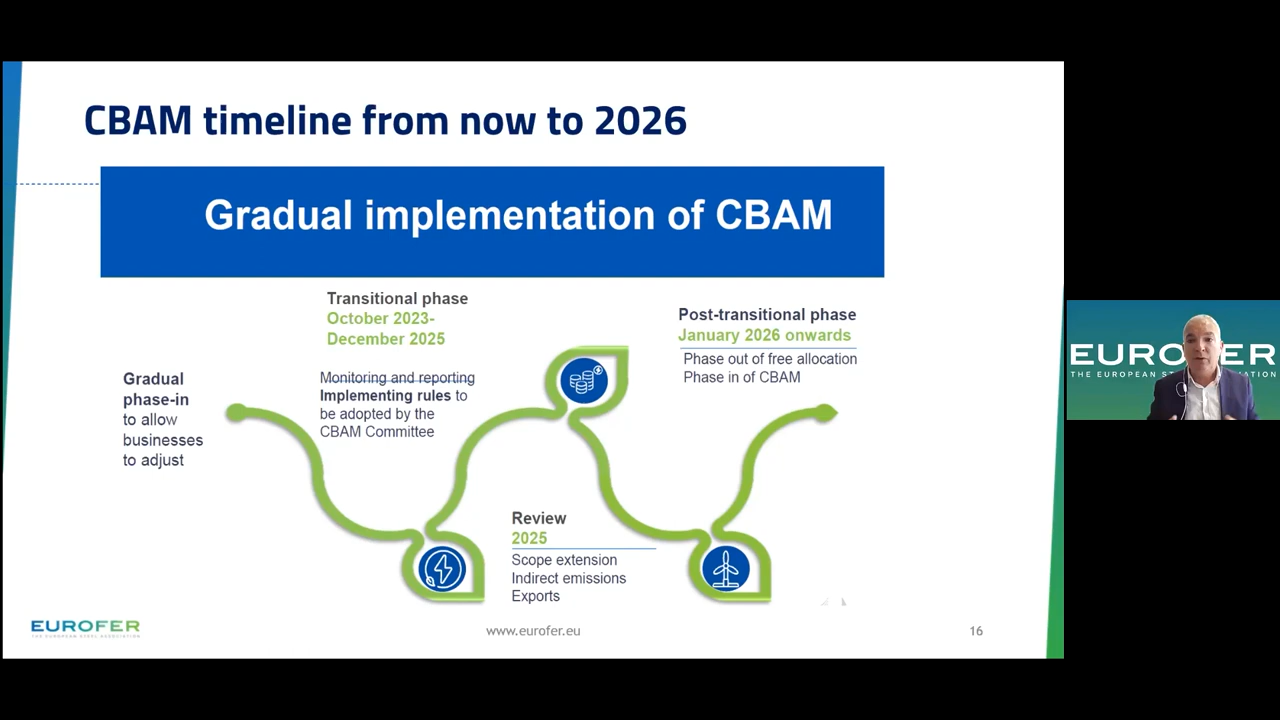 CBAM timeline from now to 2026
Gradual implementation of CBAM
Gradual
phase-in
to allow
businesses
to adjust
Transitional phase
October 2023-
December 2025
Monitoring and reporting
Implementing rules to
be adopted by the
CBAM Committee
Review
2025
Scope extension
Indirect emissions
Exports
Post-transitional phase
January 2026 onwards
Phase out of free allocation
Phase in of CBAM
EUROFER
THE EUROPEAN STEEL ASSOCIATION
www.eurofer.eu
16
EUROFER
THE EUROPEAN S ASSOCIATION